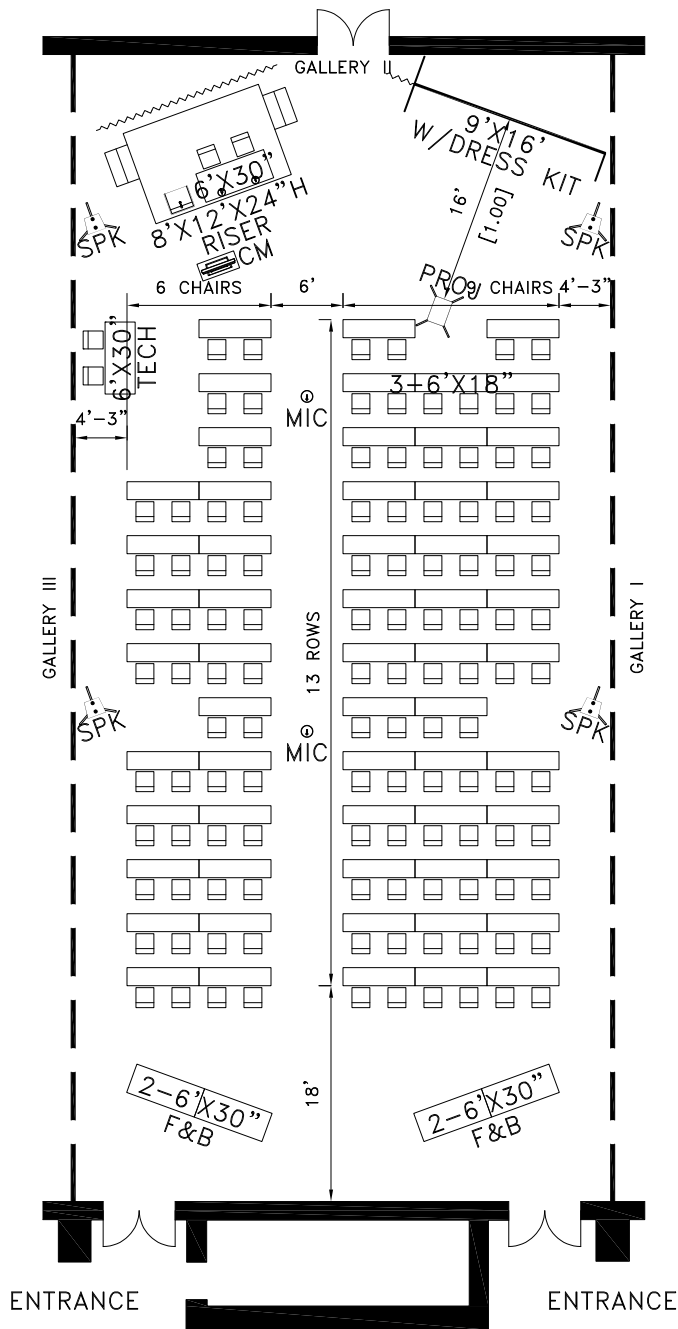 GALLERY II
9'X16'
W/DRESS KIT
6'X30"
8'X12'X24"H
RISER
CM
16'
[1.00]
SPK
SPK
PROJ
6 CHAIRS
6'
9 CHAIRS
4'-3"
6'X30"
TECH
4'-3"
3-6'X18"
MIC
GALLERY III
13 ROWS
GALLERY I
SPK
SPK
MIC
18'
2-6'X30"
F&B
2-6'X30"
F&B
ENTRANCE
ENTRANCE